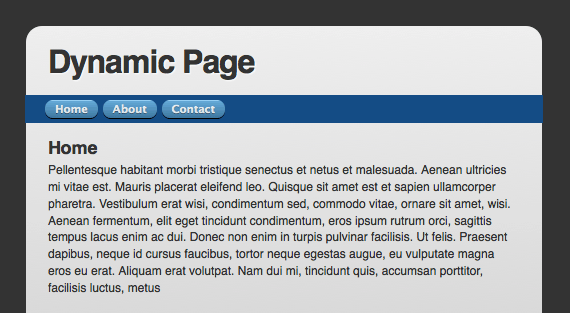 Dynamic Page
Home About Contact
Home
Pellentesque habitant morbi tristique senectus et netus et malesuada. Aenean ultricies
mi vitae est. Mauris placerat eleifend leo. Quisque sit amet est et sapien ullamcorper
pharetra. Vestibulum erat wisi, condimentum sed, commodo vitae, ornare sit amet, wisi.
Aenean fermentum, elit eget tincidunt condimentum, eros ipsum rutrum orci, sagittis
tempus lacus enim ac dui. Donec non enim in turpis pulvinar facilisis. Ut felis. Praesent
dapibus, neque id cursus faucibus, tortor neque egestas augue, eu vulputate magna
eros eu erat. Aliquam erat volutpat. Nam dui mi, tincidunt quis, accumsan porttitor,
facilisis luctus, metus